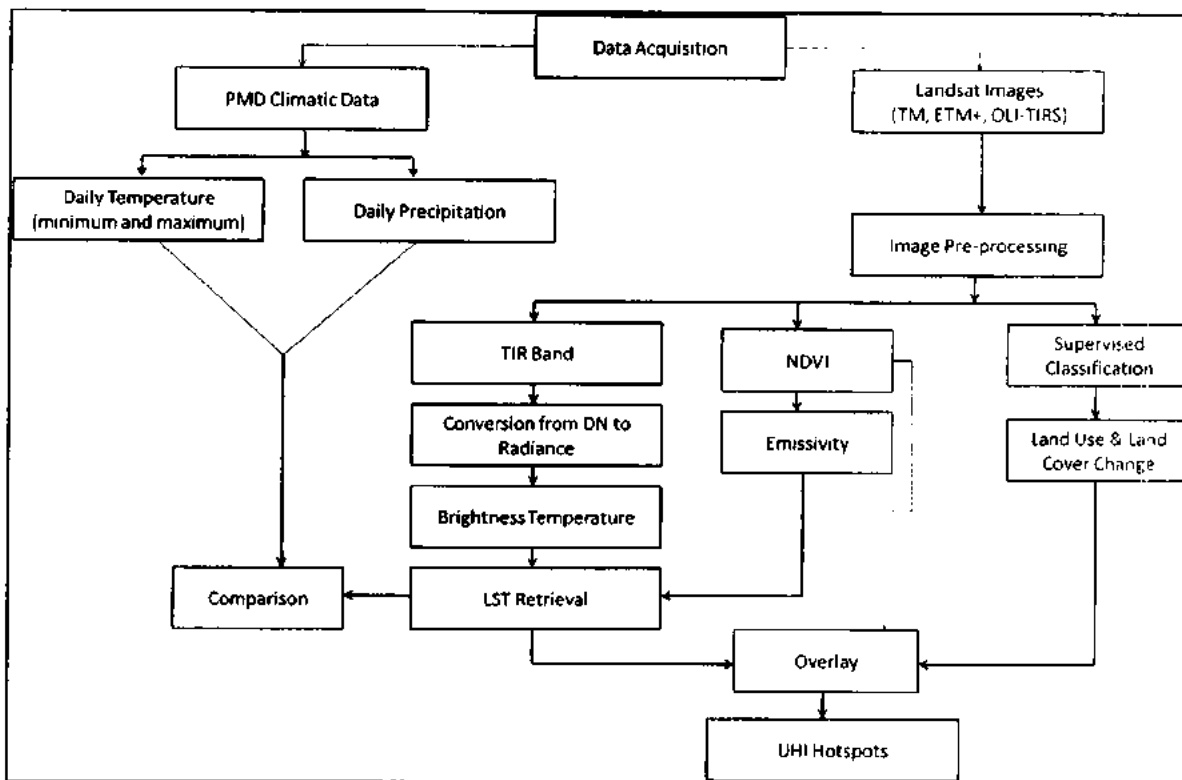 Data Acquisition
PMD Climatic Data
Landsat Images
(TM, ETM+, OLI-TIRS)
Daily Temperature
(minimum and maximum)
Daily Precipitation
Image Pre-processing
TIR Band
NDVI
Supervised
Classification
Conversion from DN to
Radiance
Emissivity
Land Use & Land
Cover Change
Brightness Temperature
Comparison
LST Retrieval
Overlay
UHI Hotspots